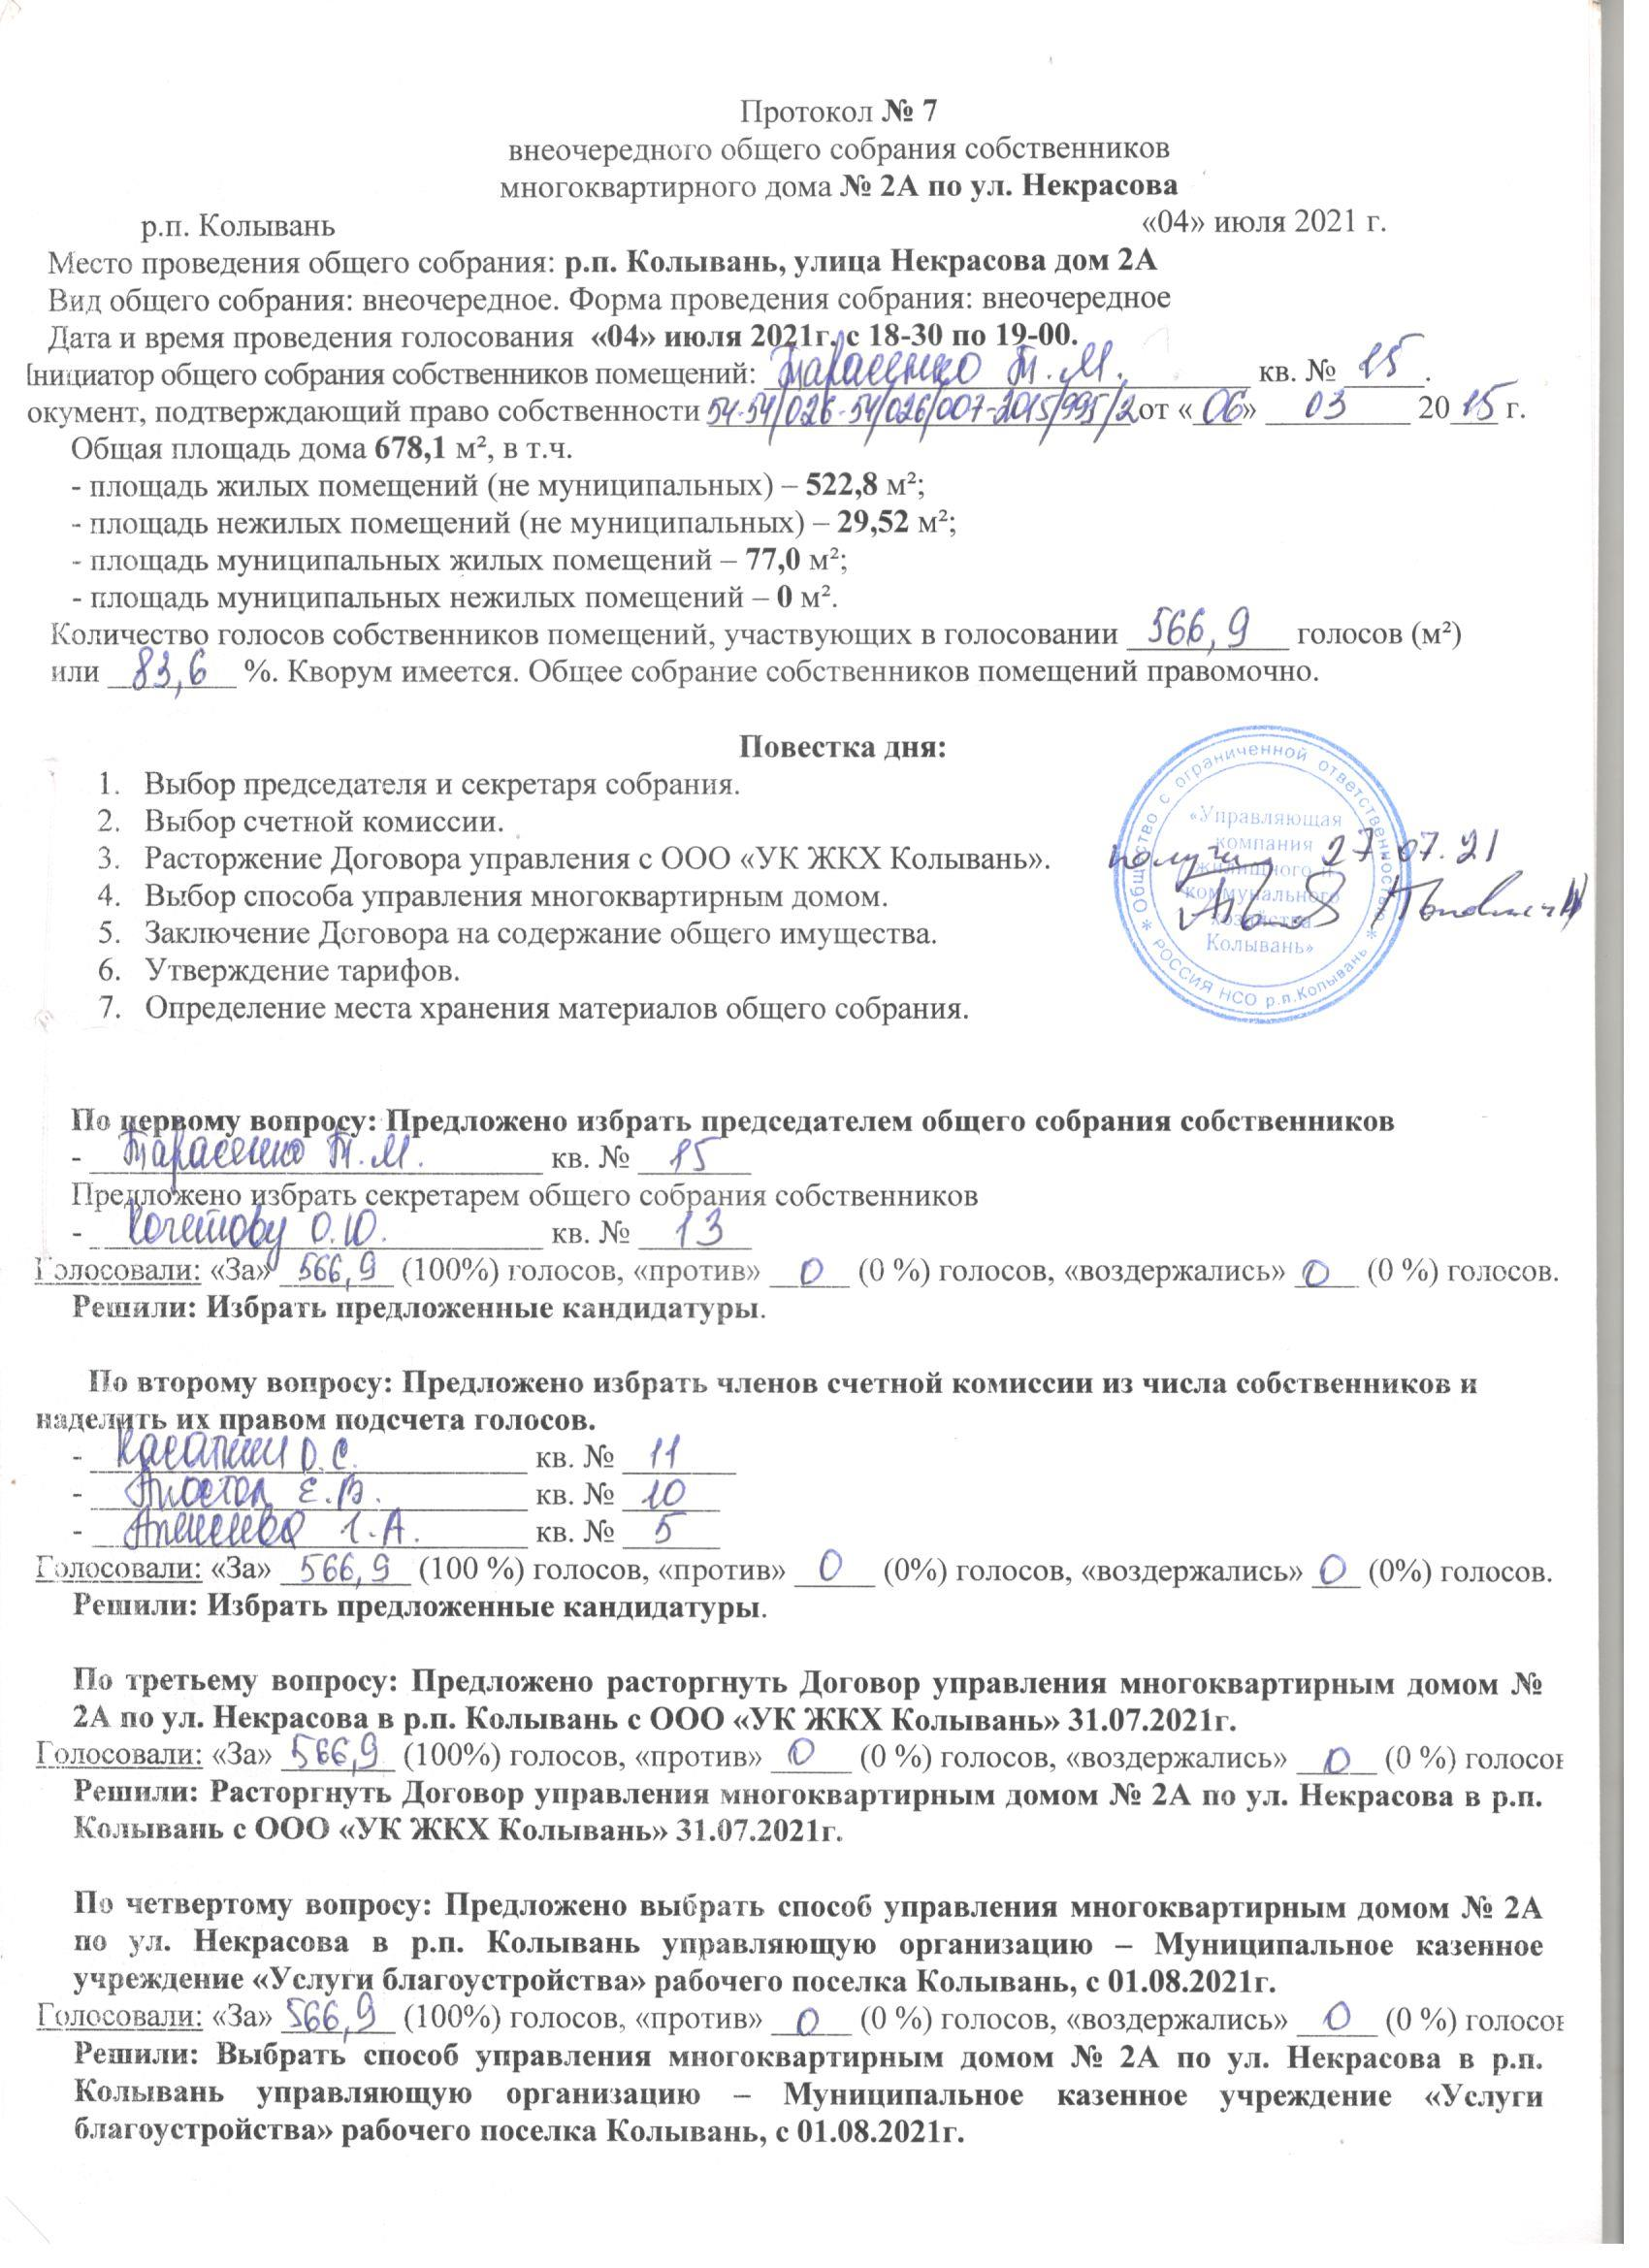 Протокол № 7
внеочередного общего собрания собственников
многоквартирного дома № 2А по ул. Некрасова
р.п. Колывань «04» июля 2021 г.
Место проведения общего собрания: р.п. Колывань, улица Некрасова дом 2А
Вид общего собрания: внеочередное. Форма проведения собрания: внеочередное
Дата и время проведения голосования «04» июля 2021г. с 18-30 по 19-00.
Инициатор общего собрания собственников помещений: Тарасенко Т.М. кв. № 15.
окумент, подтверждающий право собственности 54-54/026-54/026/007-2015/995/2 от «06» 03 2015 г.
Общая площадь дома 678,1 м², в т.ч.
- площадь жилых помещений (не муниципальных) – 522,8 м²;
- площадь нежилых помещений (не муниципальных) – 29,52 м²;
- площадь муниципальных жилых помещений – 77,0 м²;
- площадь муниципальных нежилых помещений – 0 м².
Количество голосов собственников помещений, участвующих в голосовании 566,9 голосов (м²)
или 83,6 %. Кворум имеется. Общее собрание собственников помещений правомочно.
Повестка дня:
1. Выбор председателя и секретаря собрания.
2. Выбор счетной комиссии.
3. Расторжение Договора управления с ООО «УК ЖКХ Колывань».
4. Выбор способа управления многоквартирным домом.
5. Заключение Договора на содержание общего имущества.
6. Утверждение тарифов.
7. Определение места хранения материалов общего собрания.
Общество с ограниченной ответственностью
* РОССИЯ НСО р.п.Колывань *
«Управляющая
компания
жилищного и
коммунального
хозяйства
Колывань»
27.07.21
По первому вопросу: Предложено избрать председателем общего собрания собственников
- Тарасенко Т.М. кв. № 15
Предложено избрать секретарем общего собрания собственников
- Кочетову О.Ю. кв. № 13
Голосовали: «За» 566,9 (100%) голосов, «против» 0 (0 %) голосов, «воздержались» 0 (0 %) голосов.
Решили: Избрать предложенные кандидатуры.
По второму вопросу: Предложено избрать членов счетной комиссии из числа собственников и
наделить их правом подсчета голосов.
- О.С. кв. № 11
- Апостол Е.В. кв. № 10
- Г.А. кв. № 5
Голосовали: «За» 566,9 (100 %) голосов, «против» 0 (0%) голосов, «воздержались» 0 (0%) голосов.
Решили: Избрать предложенные кандидатуры.
По третьему вопросу: Предложено расторгнуть Договор управления многоквартирным домом №
2А по ул. Некрасова в р.п. Колывань с ООО «УК ЖКХ Колывань» 31.07.2021г.
Голосовали: «За» 566,9 (100%) голосов, «против» 0 (0 %) голосов, «воздержались» 0 (0 %) голосов
Решили: Расторгнуть Договор управления многоквартирным домом № 2А по ул. Некрасова в р.п.
Колывань с ООО «УК ЖКХ Колывань» 31.07.2021г.
По четвертому вопросу: Предложено выбрать способ управления многоквартирным домом № 2А
по ул. Некрасова в р.п. Колывань управляющую организацию – Муниципальное казенное
учреждение «Услуги благоустройства» рабочего поселка Колывань, с 01.08.2021г.
Голосовали: «За» 566,9 (100%) голосов, «против» 0 (0 %) голосов, «воздержались» 0 (0 %) голосов
Решили: Выбрать способ управления многоквартирным домом № 2А по ул. Некрасова в р.п.
Колывань управляющую организацию – Муниципальное казенное учреждение «Услуги
благоустройства» рабочего поселка Колывань, с 01.08.2021г.